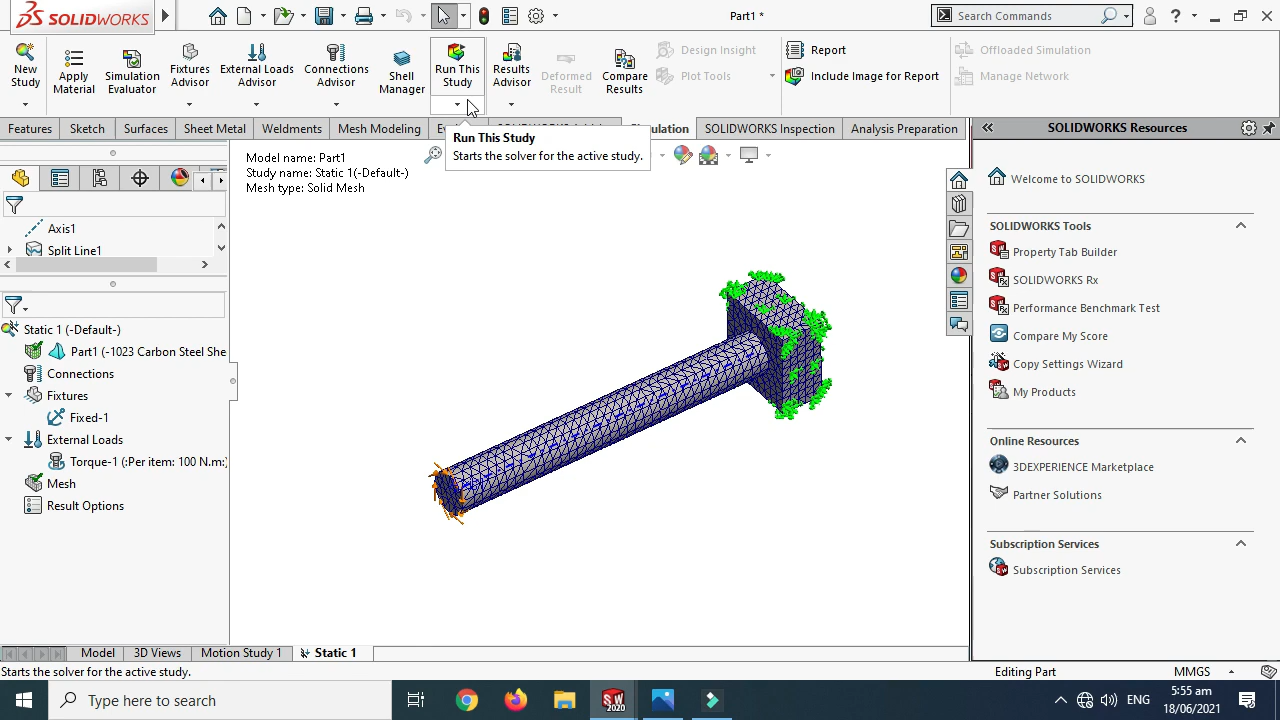 SOLIDWORKS
Part1 *
Search Commands
New Study
Apply Material
Simulation Evaluator
Fixtures Advisor
External Loads Advisor
Connections Advisor
Shell Manager
Run This Study
Results Advisor
Deformed Result
Compare Results
Design Insight
Plot Tools
Report
Include Image for Report
Offloaded Simulation
Manage Network
Features
Sketch
Surfaces
Sheet Metal
Weldments
Mesh Modeling
SOLIDWORKS Inspection
Analysis Preparation
Run This Study
Starts the solver for the active study.
Model name: Part1
Study name: Static 1(-Default-)
Mesh type: Solid Mesh
Axis1
Split Line1
Static 1 (-Default-)
Part1 (-1023 Carbon Steel She
Connections
Fixtures
Fixed-1
External Loads
Torque-1 (:Per item: 100 N.m:)
Mesh
Result Options
SOLIDWORKS Resources
Welcome to SOLIDWORKS
SOLIDWORKS Tools
Property Tab Builder
SOLIDWORKS Rx
Performance Benchmark Test
Compare My Score
Copy Settings Wizard
My Products
Online Resources
3DEXPERIENCE Marketplace
Partner Solutions
Subscription Services
Subscription Services
Model
3D Views
Motion Study 1
Static 1
Starts the solver for the active study.
Editing Part
MMGS
Type here to search
SW 2020
ENG
5:55 am
18/06/2021